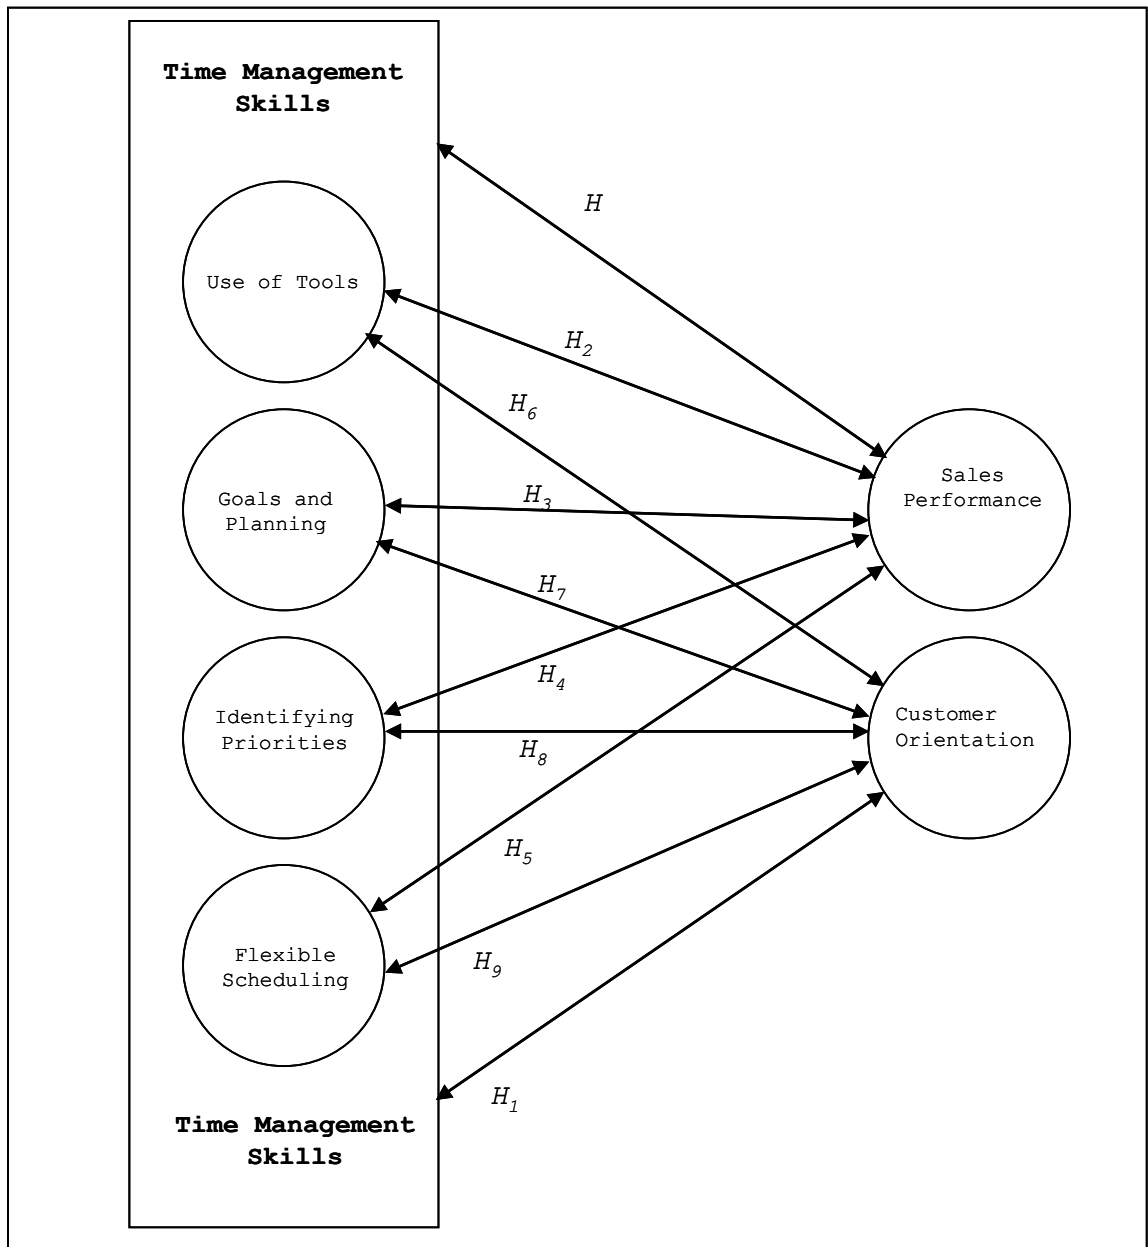 Time Management
Skills
H
Use of Tools
H2
H6
Sales
Performance
Goals and
Planning
H3
H7
H4
Identifying
Priorities
Customer
Orientation
H8
H5
Flexible
Scheduling
H9
H1
Time Management
Skills